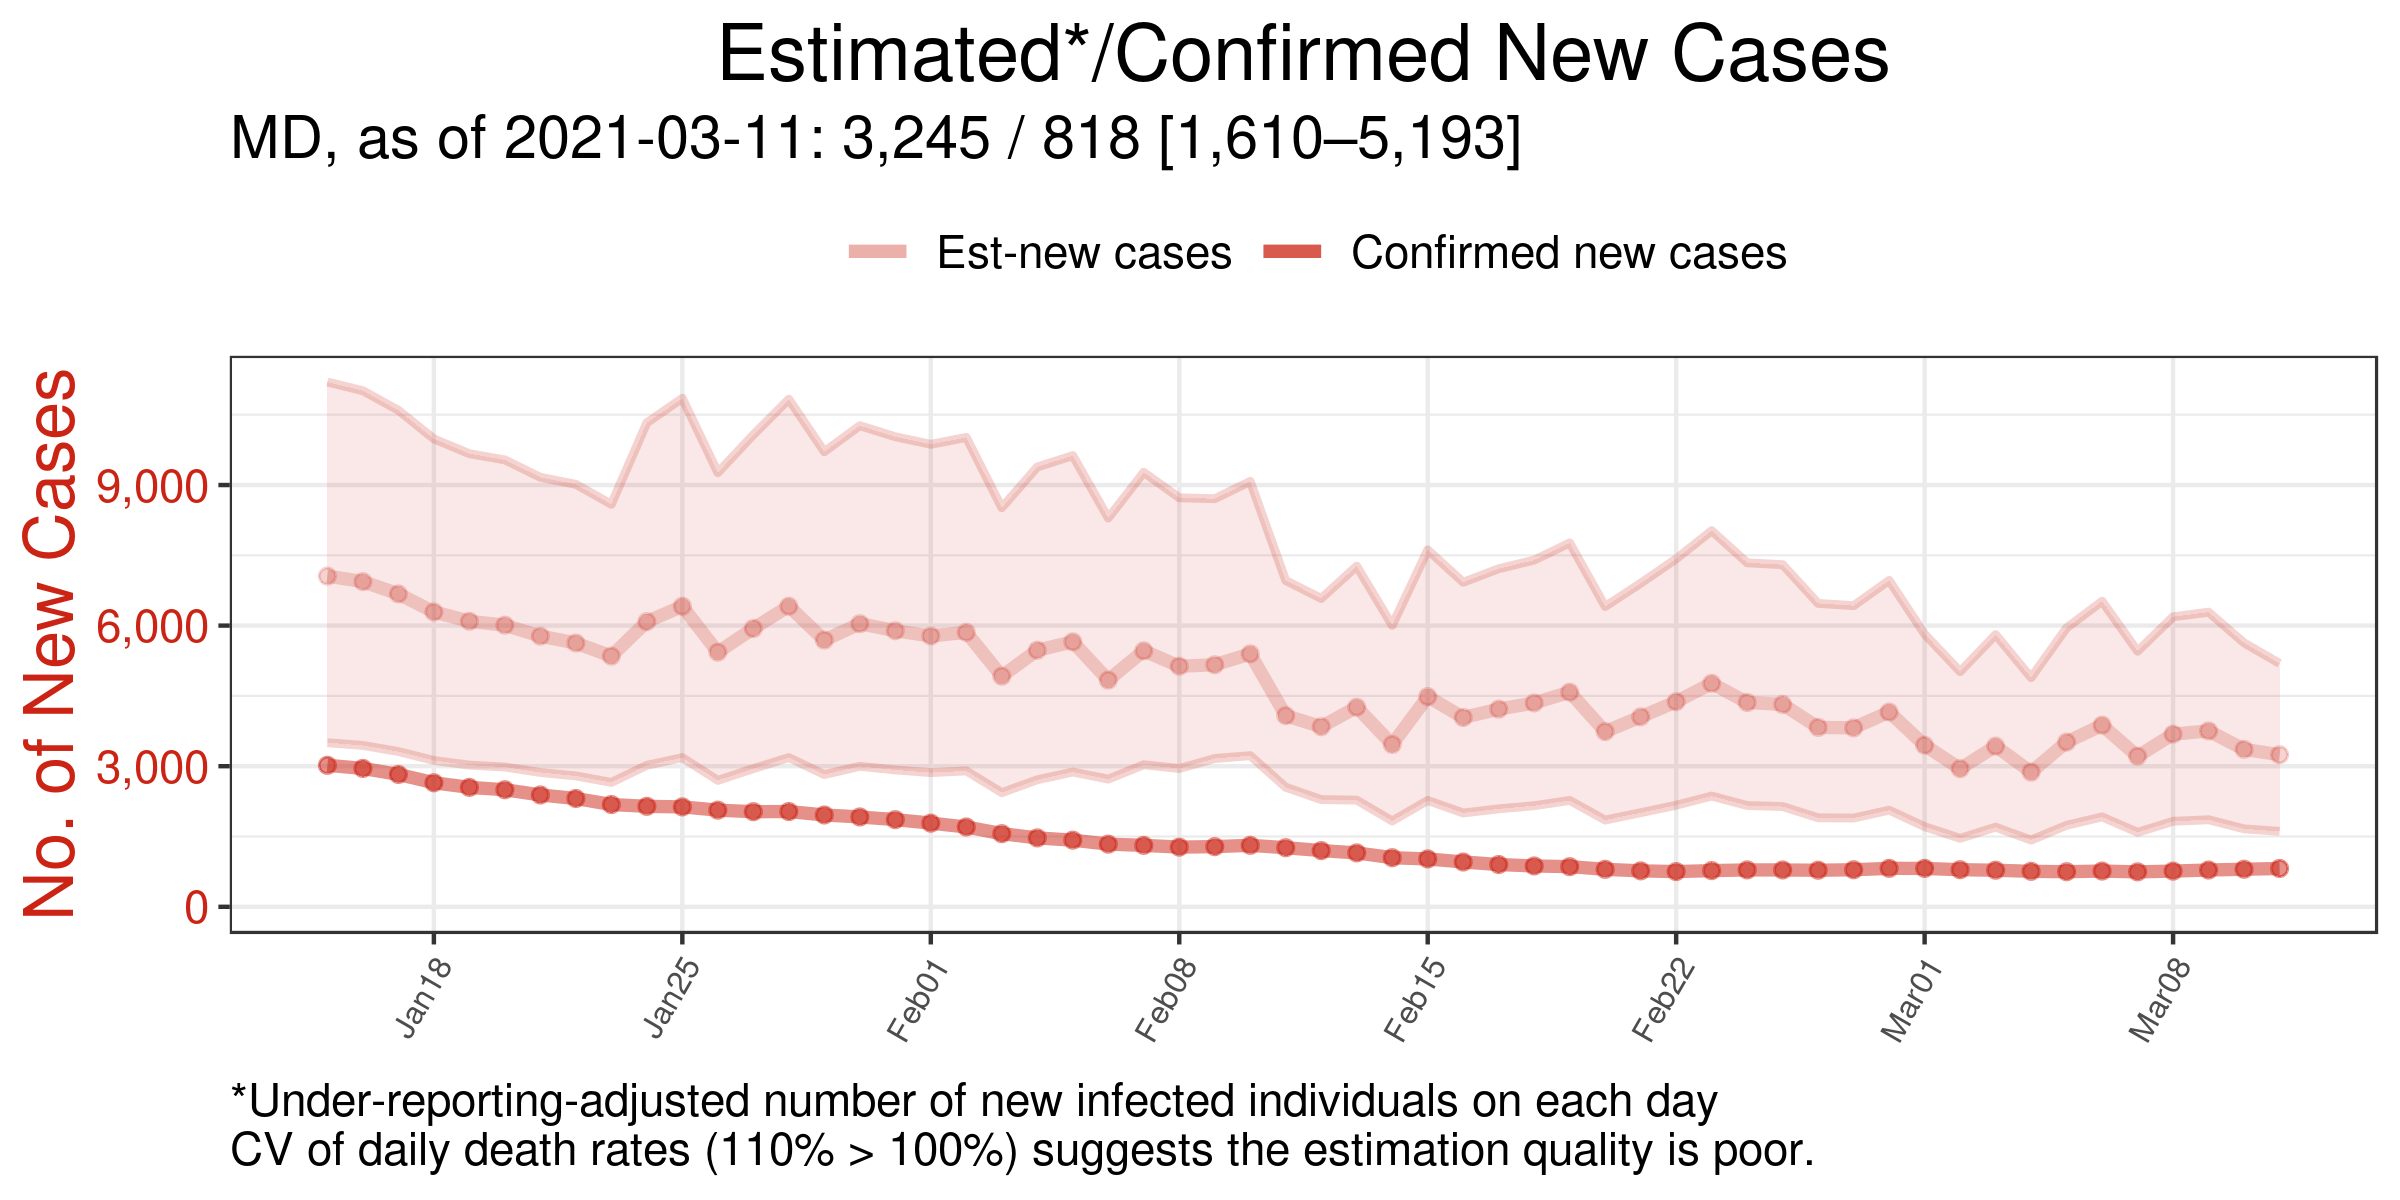 Estimated*/Confirmed New Cases
MD, as of 2021-03-11: 3,245 / 818 [1,610–5,193]
Est-new cases
Confirmed new cases
No. of New Cases
9,000
6,000
3,000
0
Jan18
Jan25
Feb01
Feb08
Feb15
Feb22
Mar01
Mar08
*Under-reporting-adjusted number of new infected individuals on each day
CV of daily death rates (110% > 100%) suggests the estimation quality is poor.